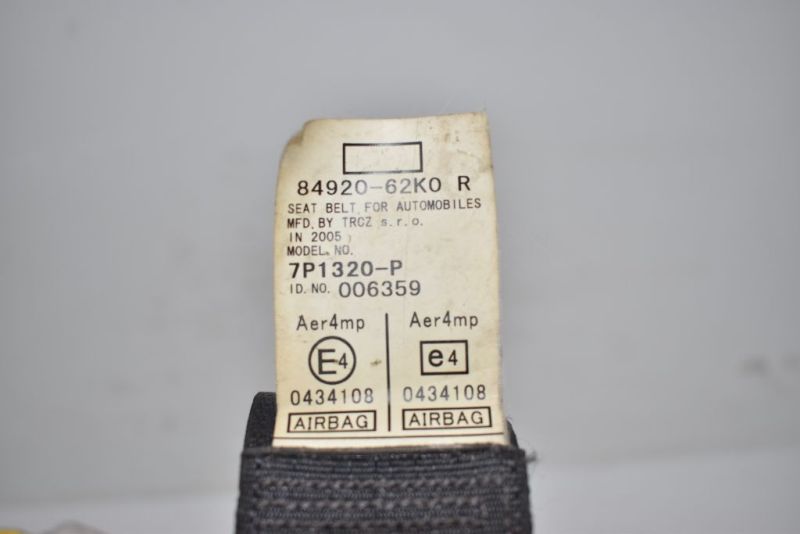 84920-62K0 R
SEAT BELT FOR AUTOMOBILES
MFD. BY TRCZ s.r.o.
IN 2005
MODEL. NO.
7P1320-P
ID. NO. 006359
Aer4mp Aer4mp
E4 e4
0434108 0434108
AIRBAG AIRBAG